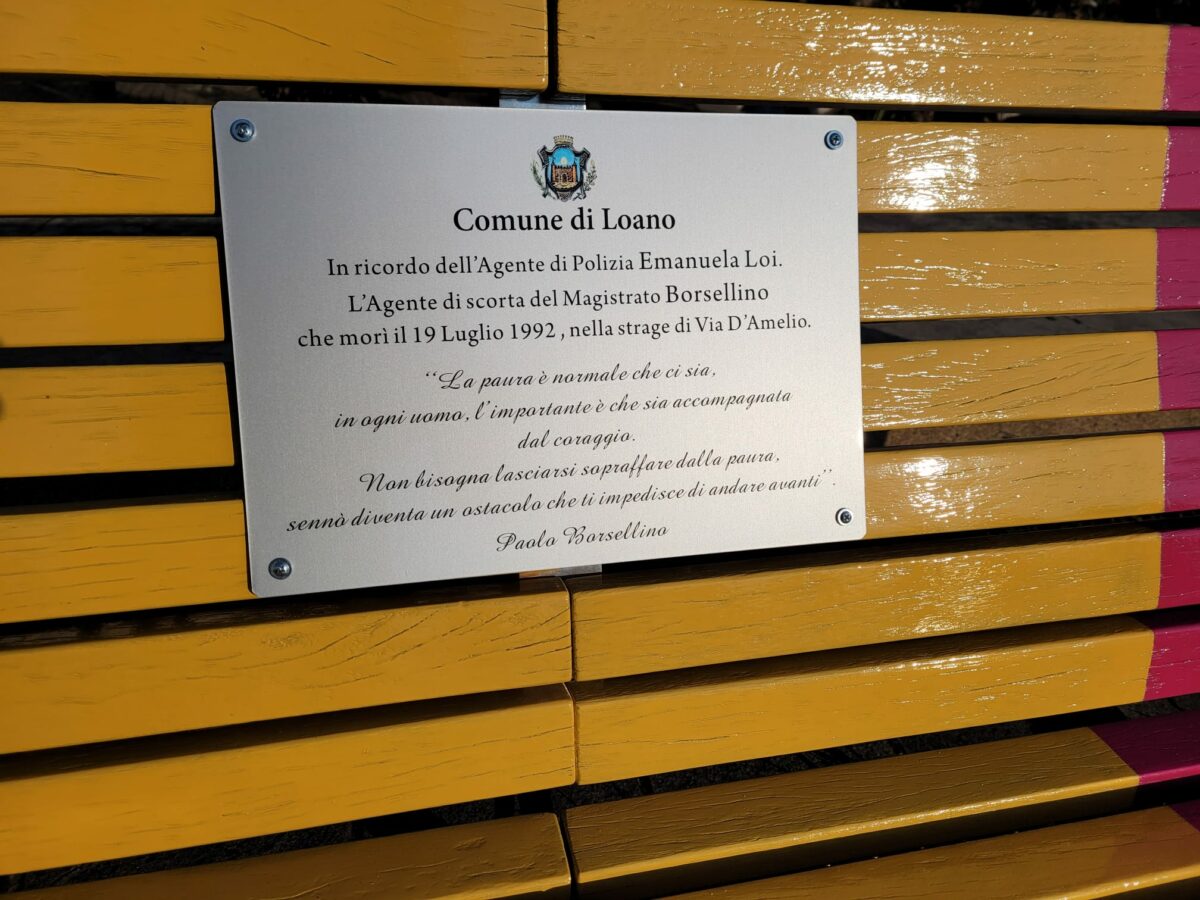 Comune di Loano
In ricordo dell'Agente di Polizia Emanuela Loi.
L'Agente di scorta del Magistrato Borsellino
che morì il 19 Luglio 1992, nella strage di Via D'Amelio.
“La paura è normale che ci sia,
in ogni uomo, l'importante è che sia accompagnata
dal coraggio.
Non bisogna lasciarsi sopraffare dalla paura,
sennò diventa un ostacolo che ti impedisce di andare avanti”.
Paolo Borsellino